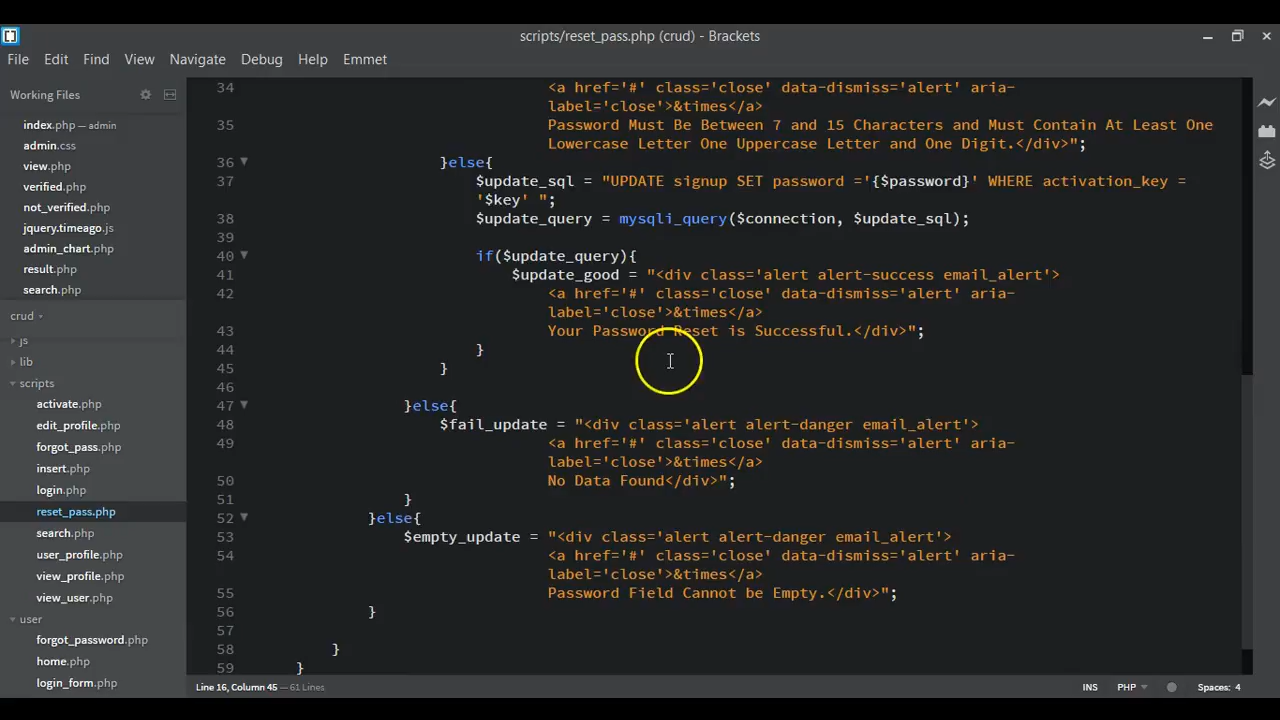 scripts/reset_pass.php (crud) - Brackets
File Edit Find View Navigate Debug Help Emmet
Working Files
index.php — admin
admin.css
view.php
verified.php
not_verified.php
jquery.timeago.js
admin_chart.php
result.php
search.php
crud
js
lib
scripts
activate.php
edit_profile.php
forgot_pass.php
insert.php
login.php
reset_pass.php
search.php
user_profile.php
view_profile.php
view_user.php
user
forgot_password.php
home.php
login_form.php
34 <a href='#' class='close' data-dismiss='alert' aria-
label='close'>&times</a>
35 Password Must Be Between 7 and 15 Characters and Must Contain At Least One
Lowercase Letter One Uppercase Letter and One Digit.</div>";
36 }else{
37 $update_sql = "UPDATE signup SET password ='{$password}' WHERE activation_key =
'$key' ";
38 $update_query = mysqli_query($connection, $update_sql);
39
40 if($update_query){
41 $update_good = "<div class='alert alert-success email_alert'>
42 <a href='#' class='close' data-dismiss='alert' aria-
label='close'>&times</a>
43 Your Password Reset is Successful.</div>";
44 }
45 }
46
47 }else{
48 $fail_update = "<div class='alert alert-danger email_alert'>
49 <a href='#' class='close' data-dismiss='alert' aria-
label='close'>&times</a>
50 No Data Found</div>";
51 }
52 }else{
53 $empty_update = "<div class='alert alert-danger email_alert'>
54 <a href='#' class='close' data-dismiss='alert' aria-
label='close'>&times</a>
55 Password Field Cannot be Empty.</div>";
56 }
57
58 }
59 }
Line 16, Column 45 — 61 Lines
INS PHP Spaces: 4